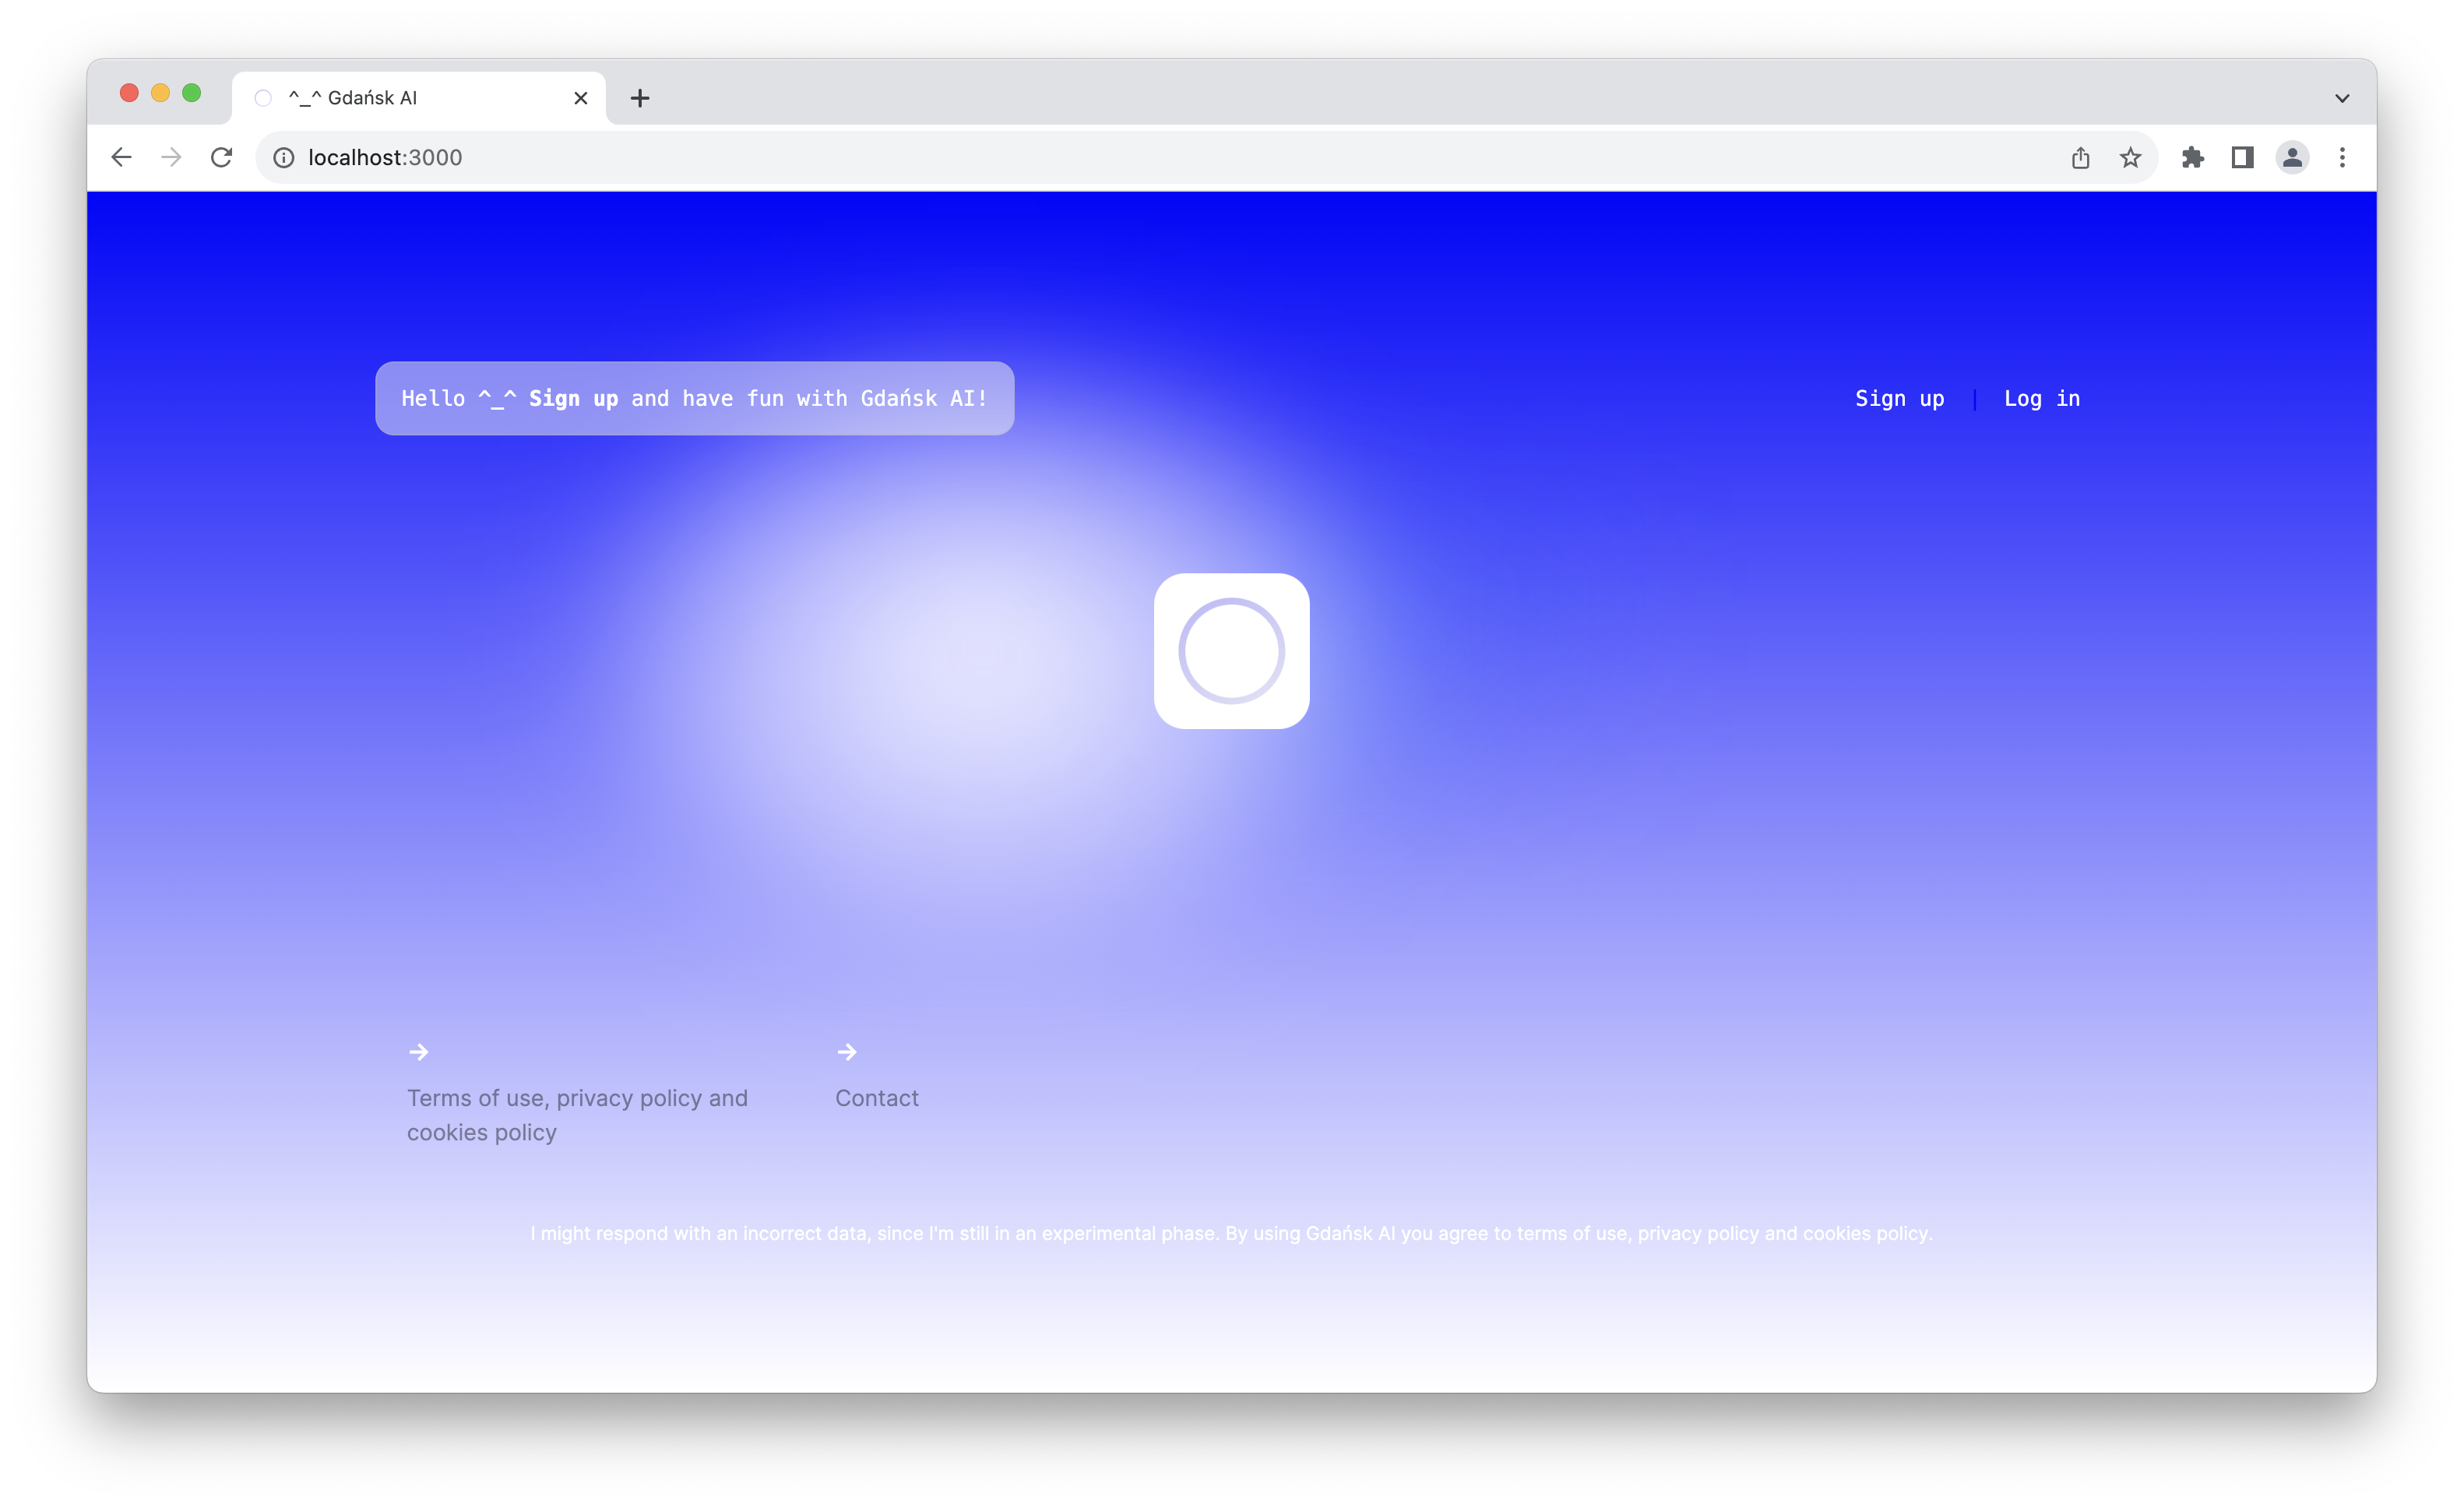 ^_^ Gdańsk AI
localhost:3000
Hello ^_^ Sign up and have fun with Gdańsk AI!
Sign up | Log in
Terms of use, privacy policy and
cookies policy
Contact
I might respond with an incorrect data, since I'm still in an experimental phase. By using Gdańsk AI you agree to terms of use, privacy policy and cookies policy.